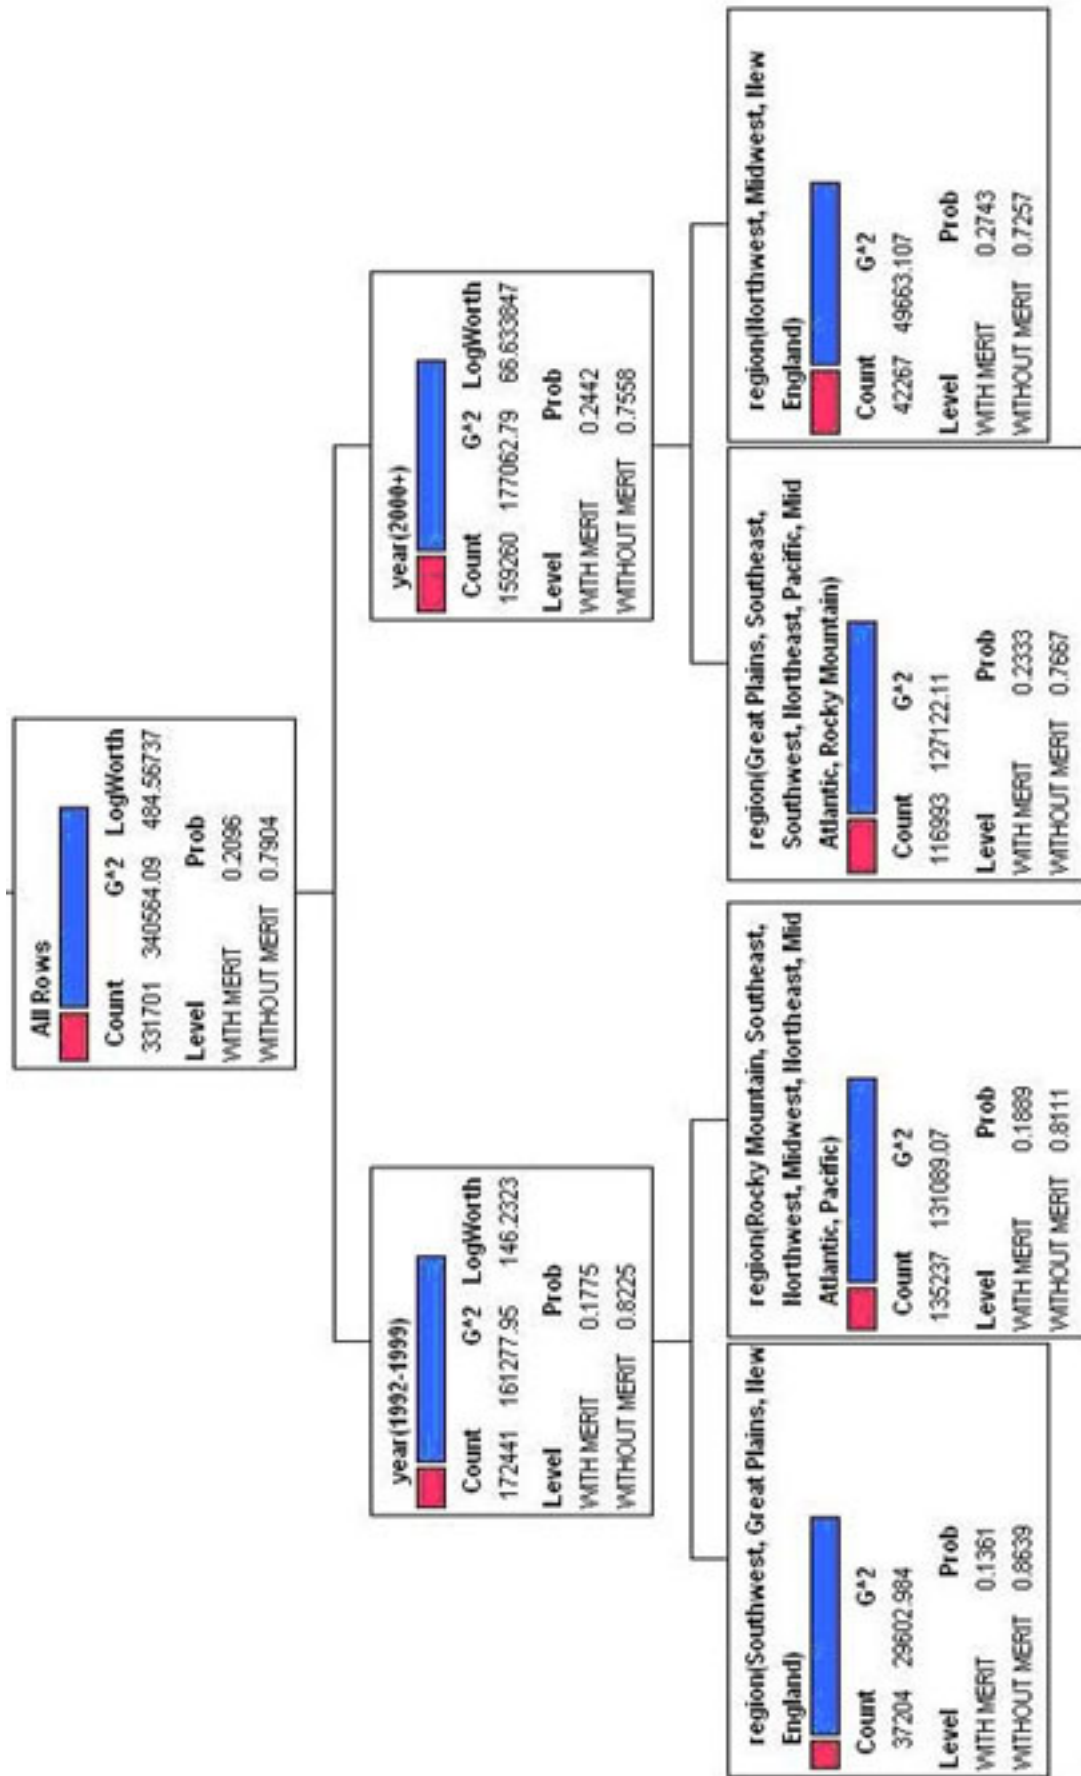 All Rows
Count G^2 LogWorth
331701 340564.09 484.56737
Level Prob
WITH MERIT 0.2096
WITHOUT MERIT 0.7904
year(1992-1999)
Count G^2 LogWorth
172441 161277.95 146.2323
Level Prob
WITH MERIT 0.1775
WITHOUT MERIT 0.8225
year(2000+)
Count G^2 LogWorth
159260 177062.79 66.633847
Level Prob
WITH MERIT 0.2442
WITHOUT MERIT 0.7558
region(Southwest, Great Plains, New
England)
Count G^2
37204 29602.984
Level Prob
WITH MERIT 0.1361
WITHOUT MERIT 0.8639
region(Rocky Mountain, Southeast,
Northwest, Midwest, Northeast, Mid
Atlantic, Pacific)
Count G^2
135237 131089.07
Level Prob
WITH MERIT 0.1889
WITHOUT MERIT 0.8111
region(Great Plains, Southeast,
Southwest, Northeast, Pacific, Mid
Atlantic, Rocky Mountain)
Count G^2
116993 127122.11
Level Prob
WITH MERIT 0.2333
WITHOUT MERIT 0.7667
region(Northwest, Midwest, New
England)
Count G^2
42267 49663.107
Level Prob
WITH MERIT 0.2743
WITHOUT MERIT 0.7257